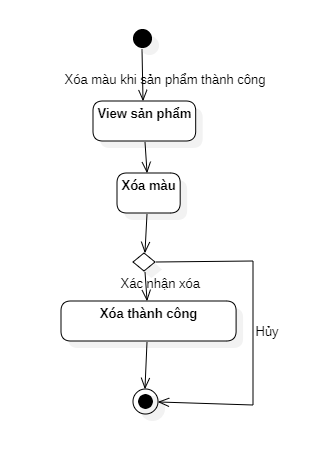 Xóa màu khi sản phẩm thành công
View sản phẩm
Xóa màu
Xác nhận xóa
Xóa thành công
Hủy